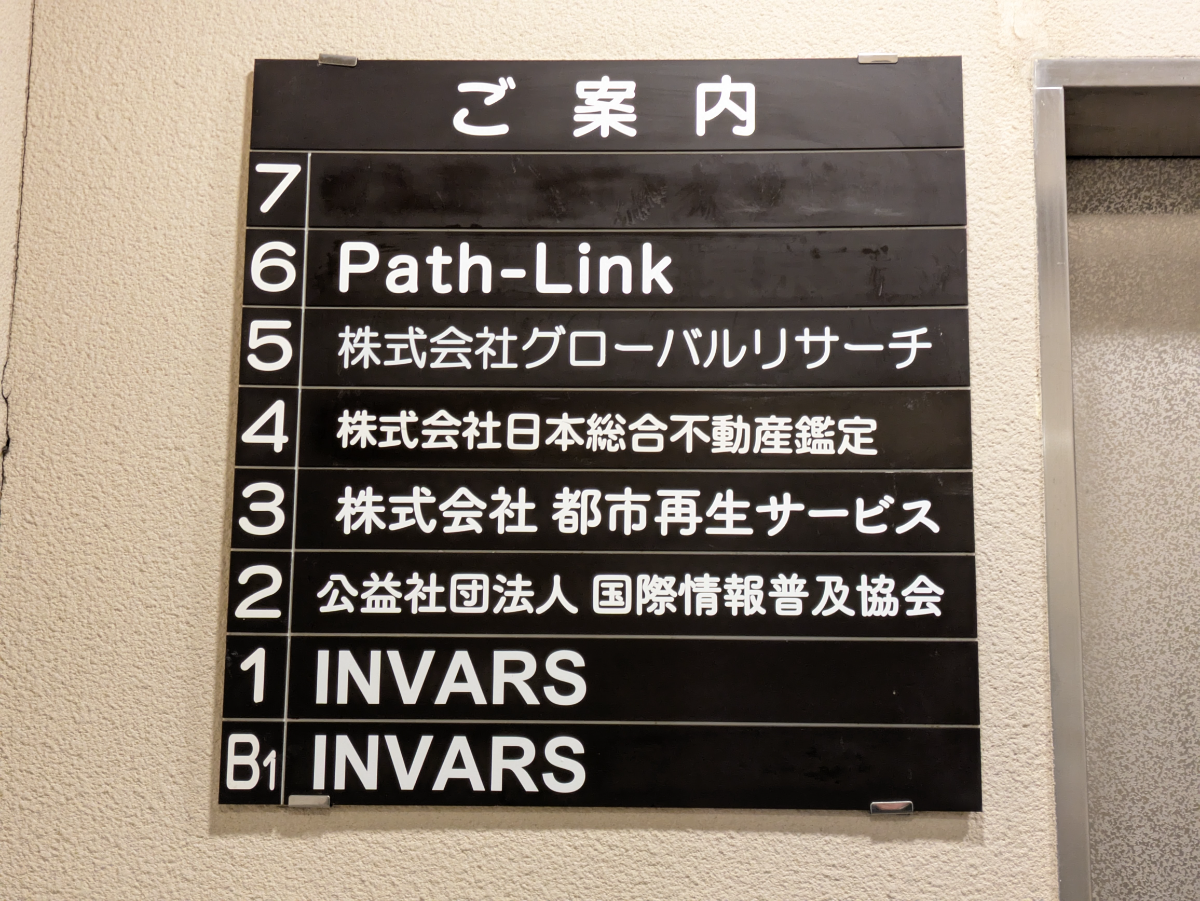 ご案内
7
6 Path-Link
5 株式会社グローバルリサーチ
4 株式会社日本総合不動産鑑定
3 株式会社 都市再生サービス
2 公益社団法人 国際情報普及協会
1 INVARS
B1 INVARS